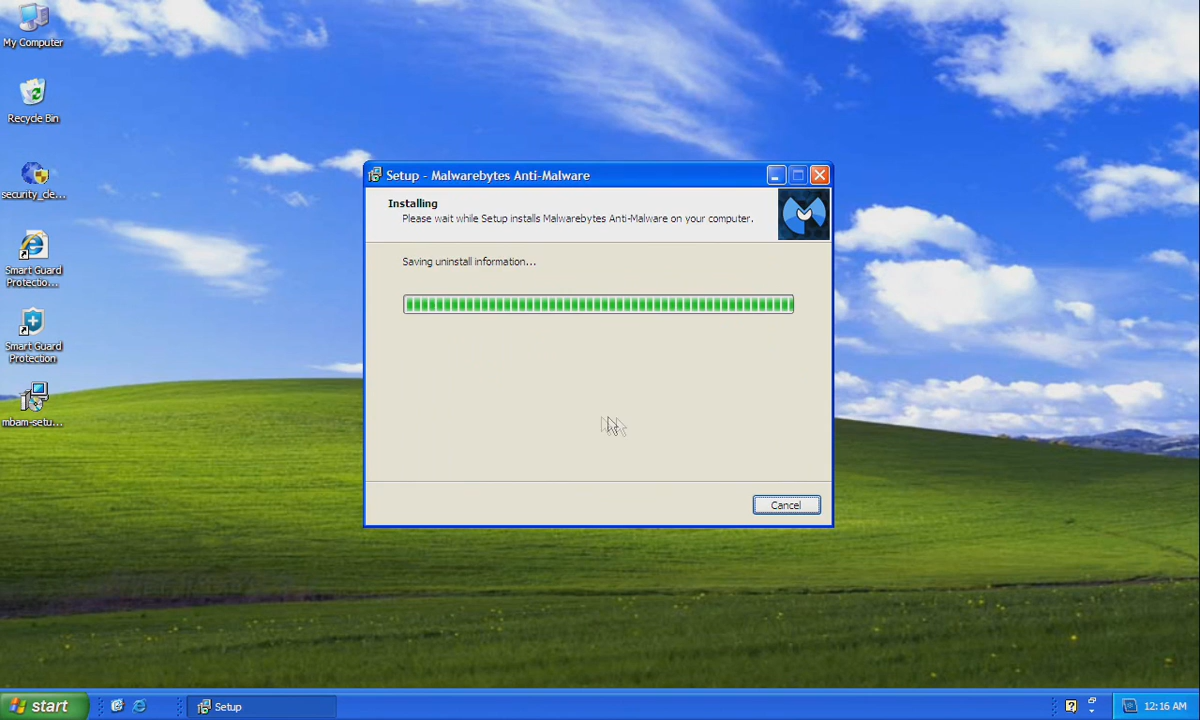 My Computer
Recycle Bin
security_de...
Smart Guard
Protectio...
Smart Guard
Protection
mbam-setu...
Setup - Malwarebytes Anti-Malware
Installing
Please wait while Setup installs Malwarebytes Anti-Malware on your computer.
Saving uninstall information...
Cancel
start
Setup
12:16 AM